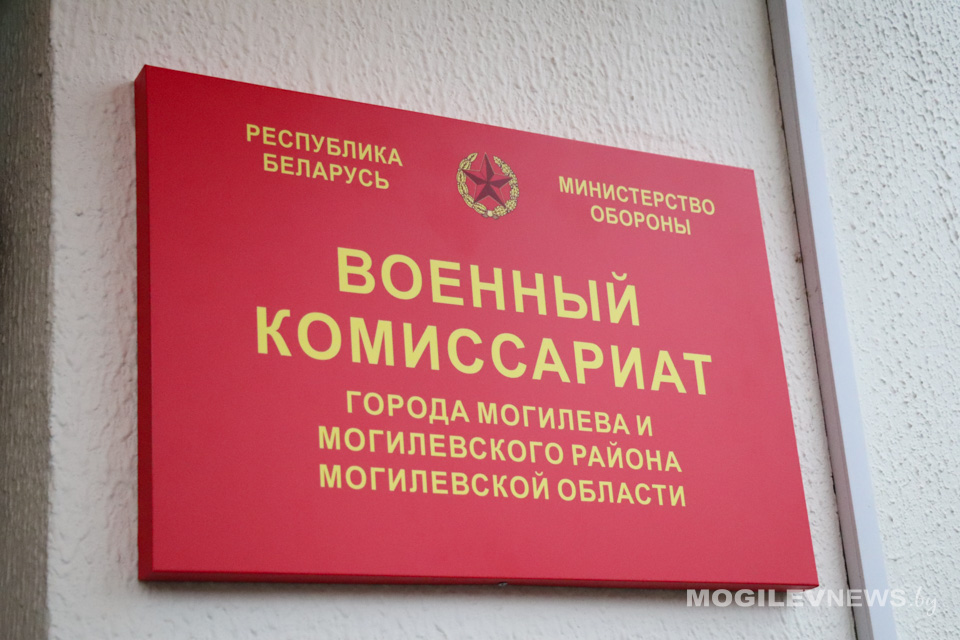 РЕСПУБЛИКА
БЕЛАРУСЬ
МИНИСТЕРСТВО
ОБОРОНЫ
ВОЕННЫЙ
КОМИССАРИАТ
ГОРОДА МОГИЛЕВА И
МОГИЛЕВСКОГО РАЙОНА
МОГИЛЕВСКОЙ ОБЛАСТИ
MOGILEVNEWS.by